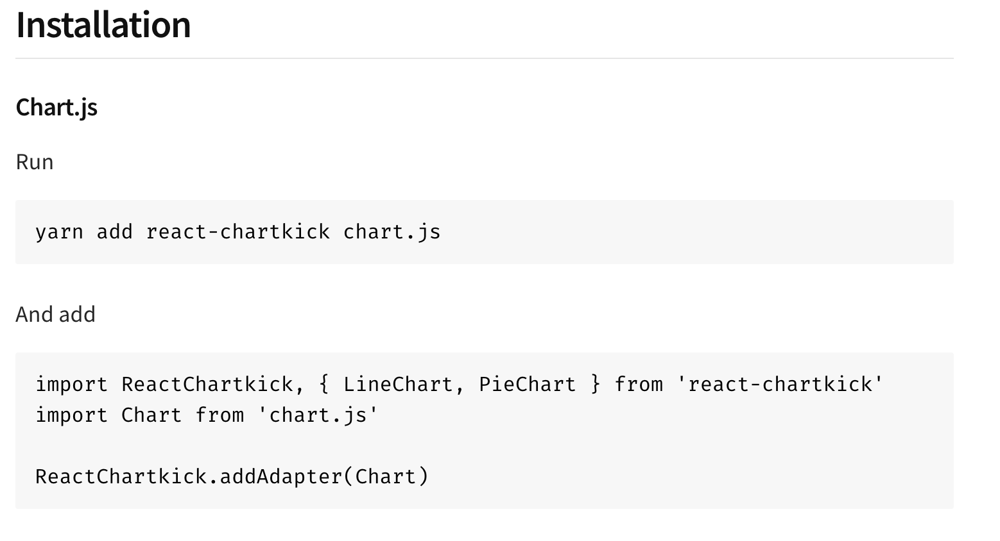 Installation
Chart.js
Run
yarn add react-chartkick chart.js
And add
import ReactChartkick, { LineChart, PieChart } from 'react-chartkick'
import Chart from 'chart.js'
ReactChartkick.addAdapter(Chart)